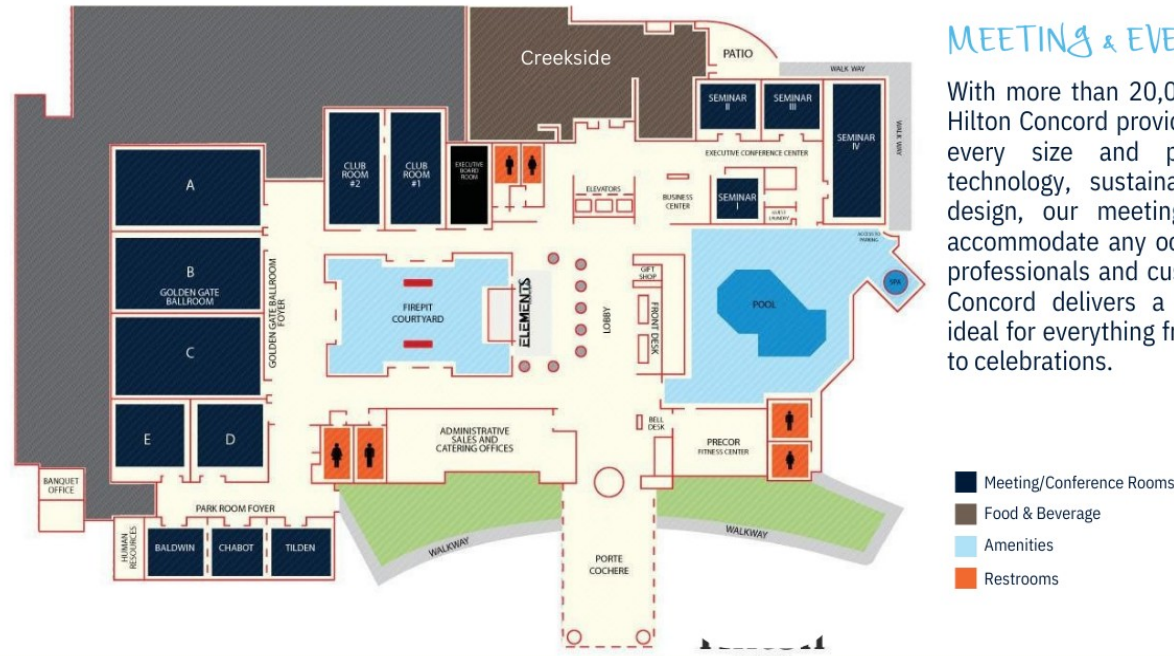 Creekside
PATIO
WALK WAY
WALK WAY
SEMINAR
II
SEMINAR
III
SEMINAR
IV
EXECUTIVE CONFERENCE CENTER
CLUB
ROOM
#2
CLUB
ROOM
#1
EXECUTIVE
BOARD
ROOM
ELEVATORS
BUSINESS
CENTER
SEMINAR
I
GUEST
LAUNDRY
PARKING
A
B
GOLDEN GATE
BALLROOM
C
GOLDEN GATE BALLROOM
FOYER
FIREPIT
COURTYARD
ELEMENTS
LOBBY
GIFT
SHOP
FRONT DESK
POOL
SPA
E
D
ADMINISTRATIVE
SALES AND
CATERING OFFICES
BELL
DESK
PRECOR
FITNESS CENTER
BANQUET
OFFICE
PARK ROOM FOYER
HUMAN
RESOURCES
BALDWIN
CHABOT
TILDEN
WALKWAY
WALKWAY
PORTE
COCHERE
MEETING & EVE
With more than 20,0
Hilton Concord provid
every size and p
technology, sustaina
design, our meeting
accommodate any oc
professionals and cus
Concord delivers a
ideal for everything fr
to celebrations.
Meeting/Conference Rooms
Food & Beverage
Amenities
Restrooms